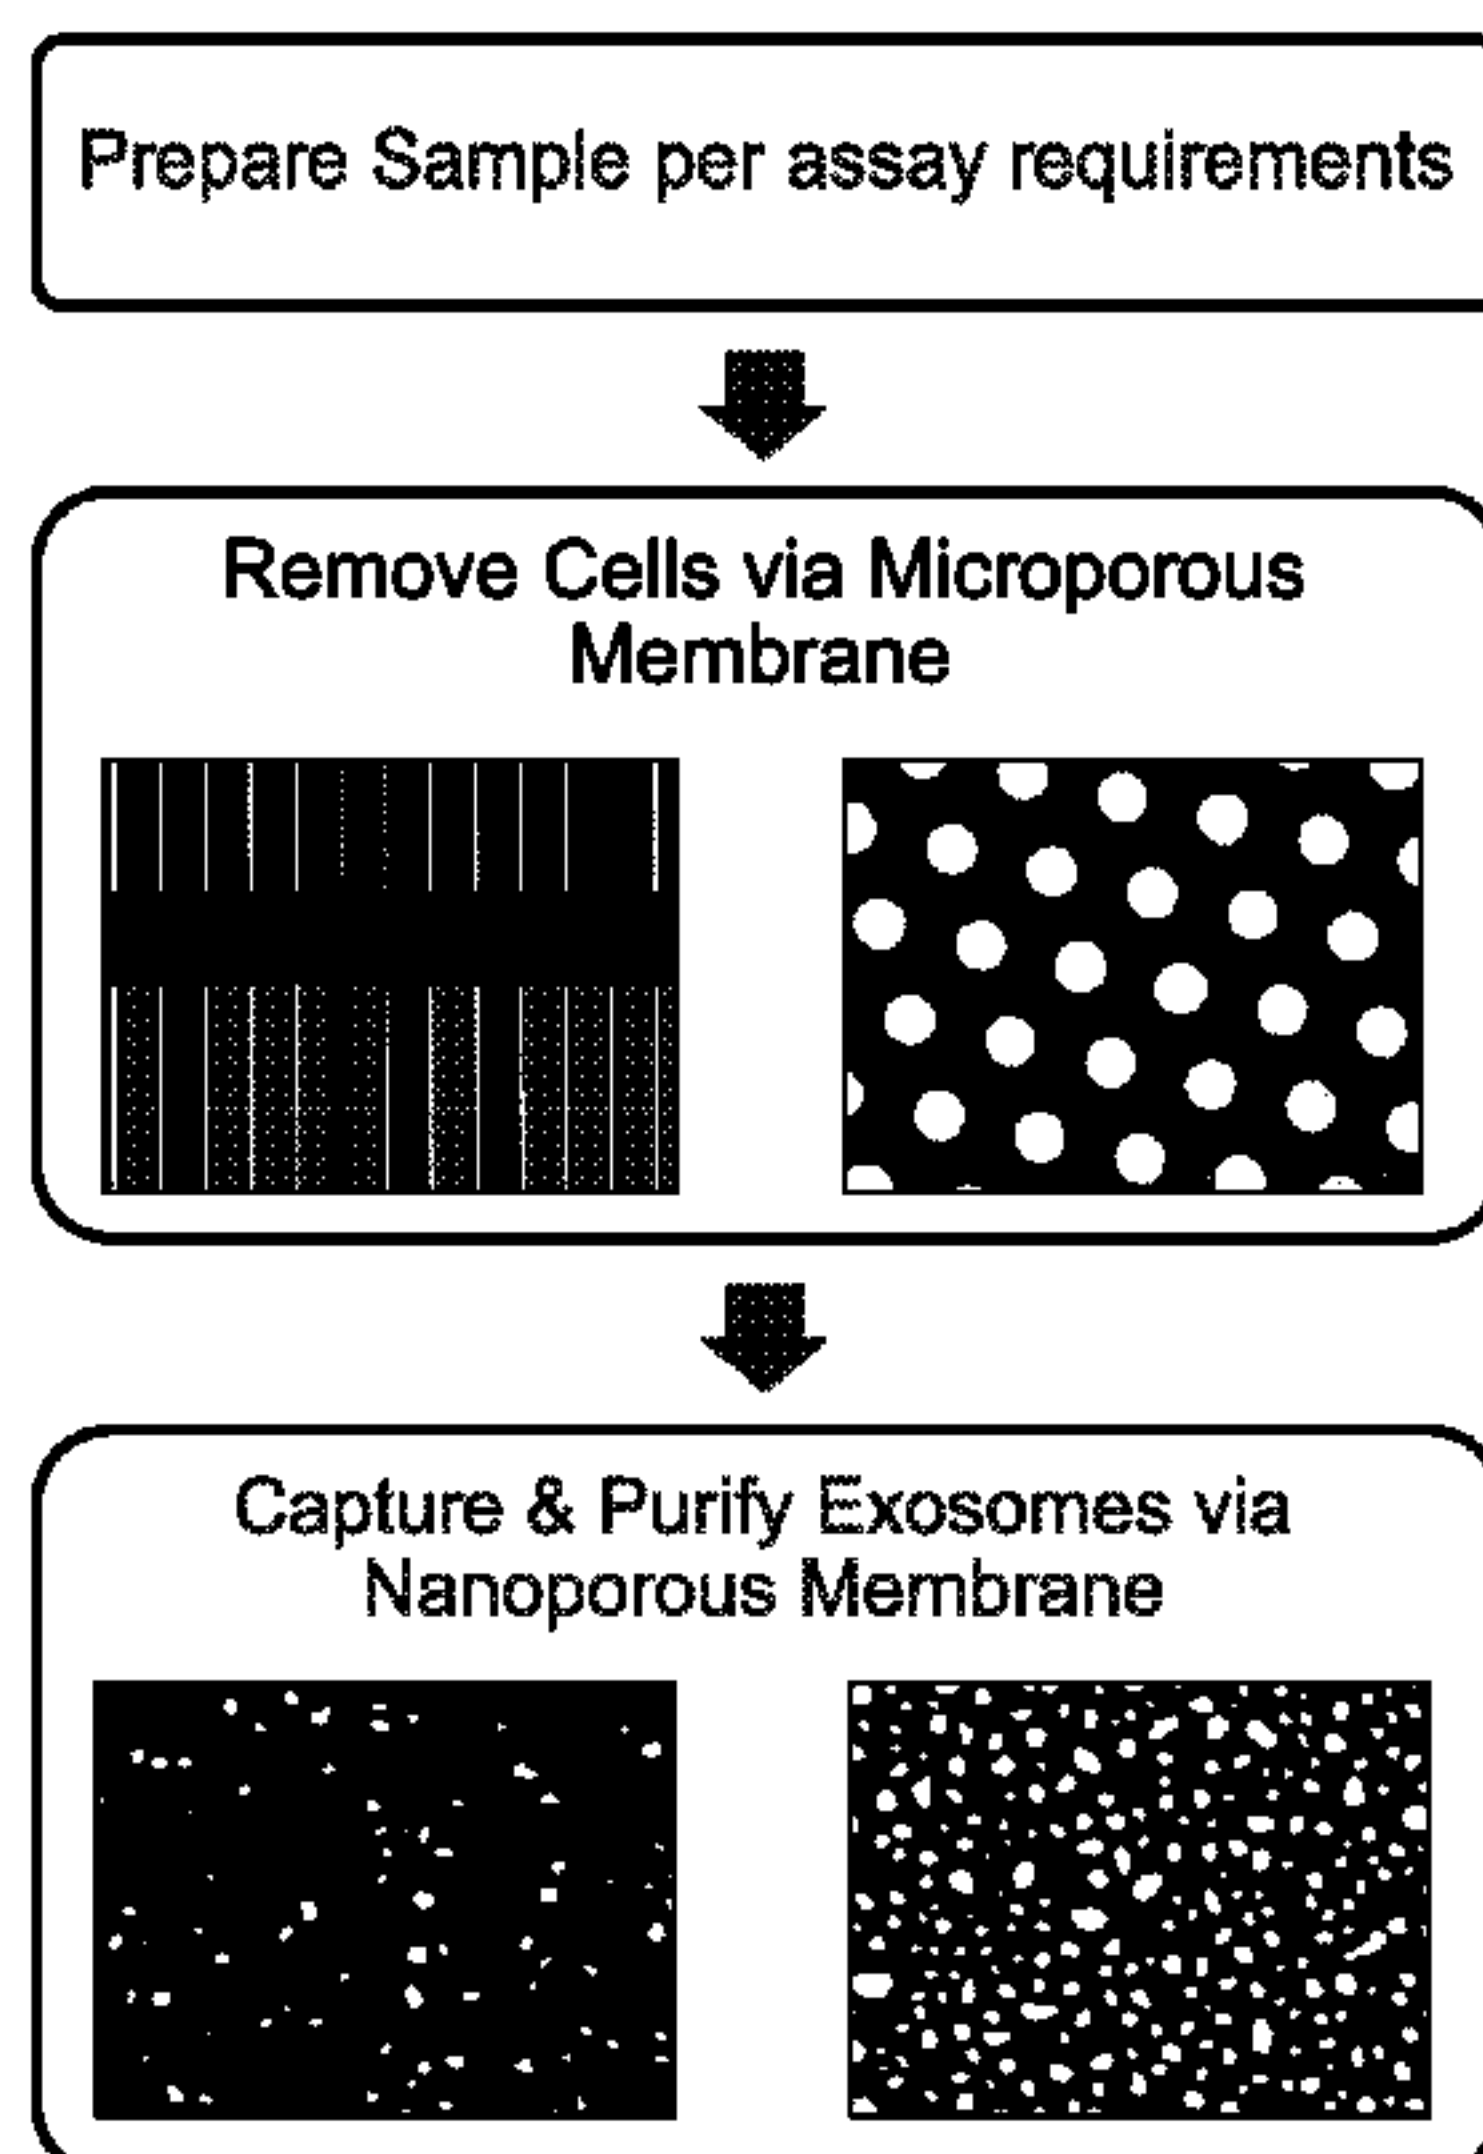 Prepare Sample per assay requirements
Remove Cells via Microporous
Membrane
Capture & Purify Exosomes via
Nanoporous Membrane